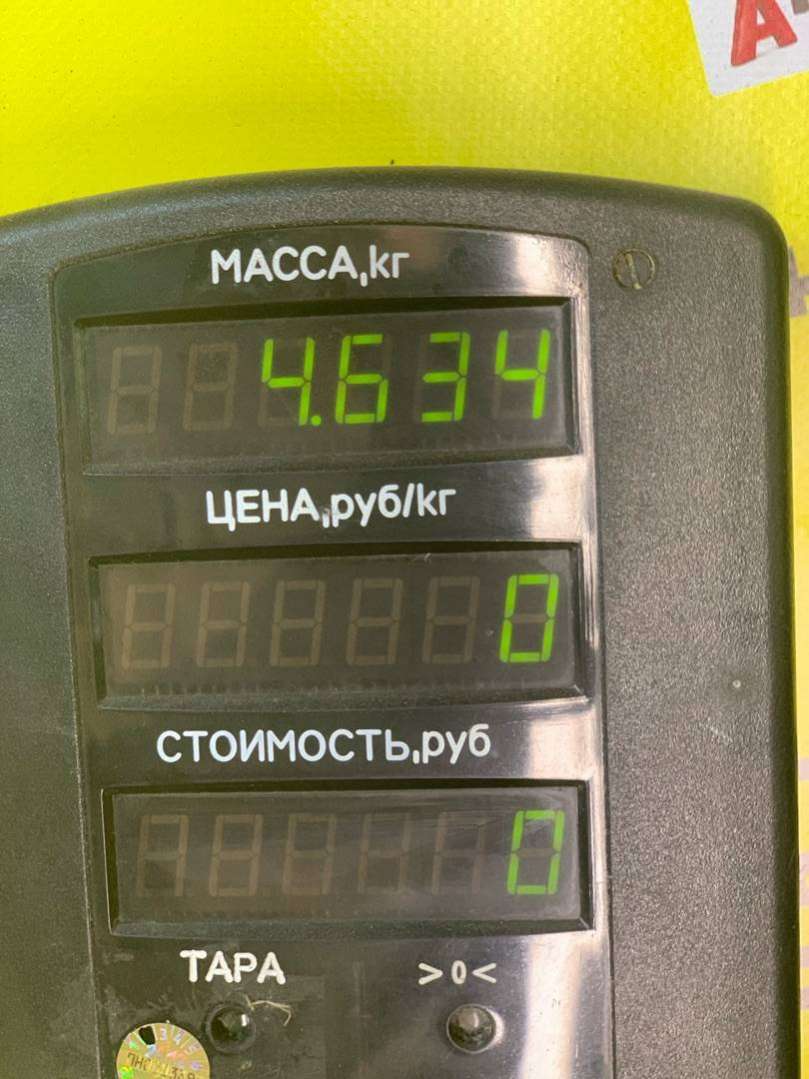 МАССА,кг
4.634
ЦЕНА,руб/кг
0
СТОИМОСТЬ,руб
0
ТАРА >0<